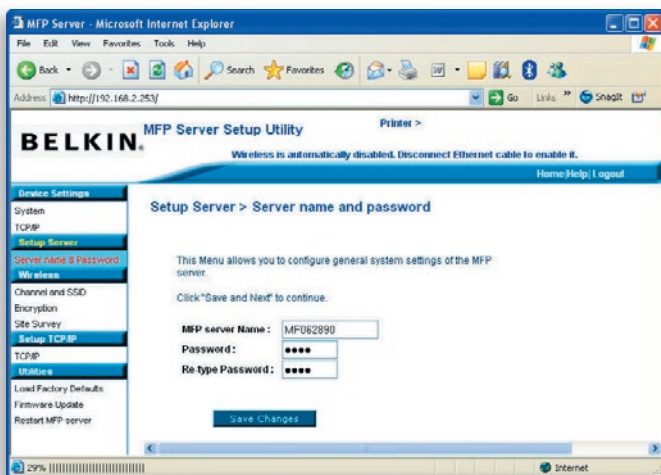 MFP Server - Microsoft Internet Explorer
File Edit View Favorites Tools Help
Back Search Favorites
Address http://192.168.2.253/ Go Links » SnagIt
BELKIN.
MFP Server Setup Utility
Printer >
Wireless is automatically disabled. Disconnect Ethernet cable to enable it.
Home|Help| Logout
Device Settings
System
TCP/IP
Setup Server
Server name & Password
Wireless
Channel and SSID
Encryption
Site Survey
Setup TCP/IP
TCP/IP
Utilities
Load Factory Defaults
Firmware Update
Restart MFP server
Setup Server > Server name and password
This Menu allows you to configure general system settings of the MFP
server.
Click "Save and Next" to continue.
MFP server Name : MF062890
Password : ●●●●
Re-type Password : ●●●●
Save Changes
29% Internet